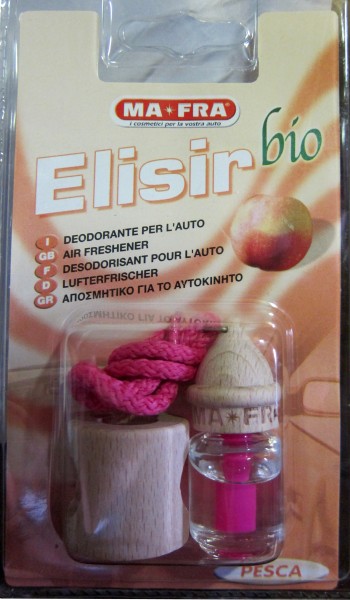 MA★FRA®
i cosmetici per la vostra auto
Elisir bio
I DEODORANTE PER L'AUTO
GB AIR FRESHENER
F DESODORISANT POUR L'AUTO
D LUFTERFRISCHER
GR ΑΠΟΣΜΗΤΙΚΟ ΓΙΑ ΤΟ ΑΥΤΟΚΙΝΗΤΟ
MA★FRA
PESCA